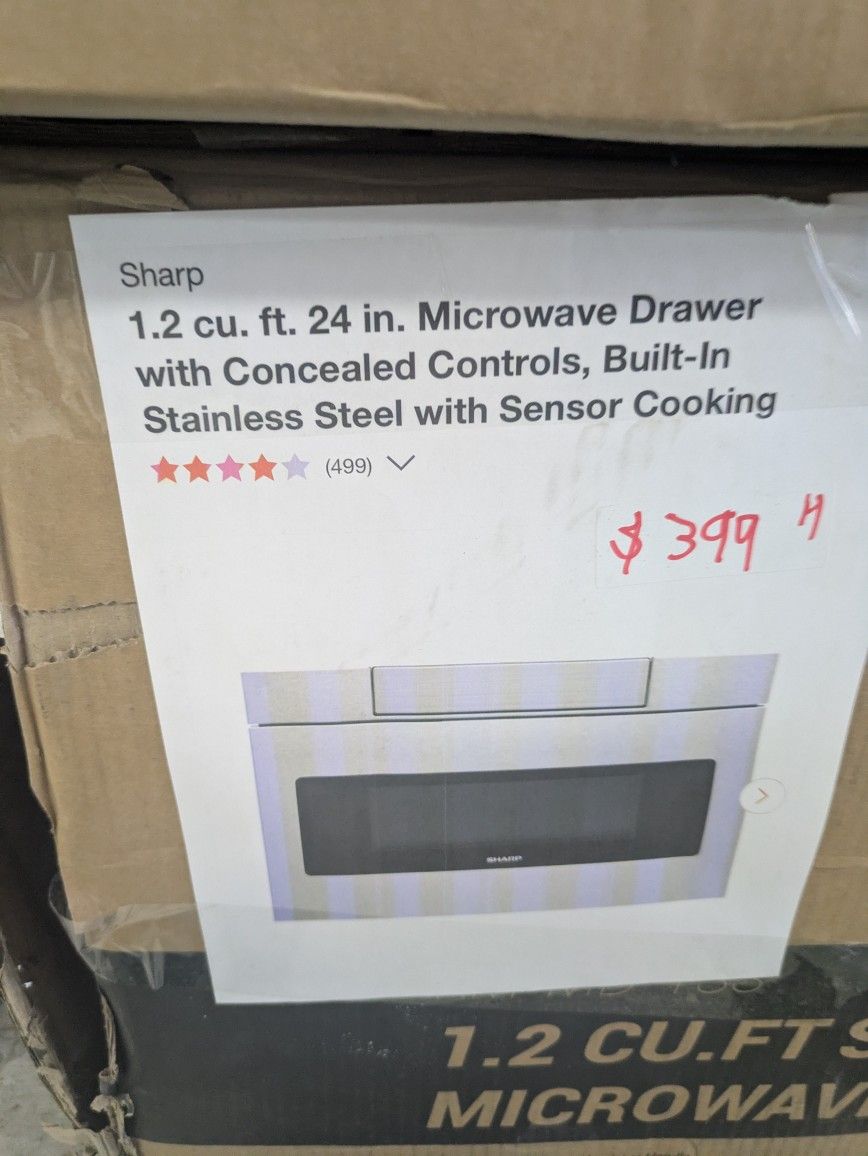 Sharp
1.2 cu. ft. 24 in. Microwave Drawer
with Concealed Controls, Built-In
Stainless Steel with Sensor Cooking
(499)
$399 H
SHARP
1.2 CU.FT S
MICROWAV